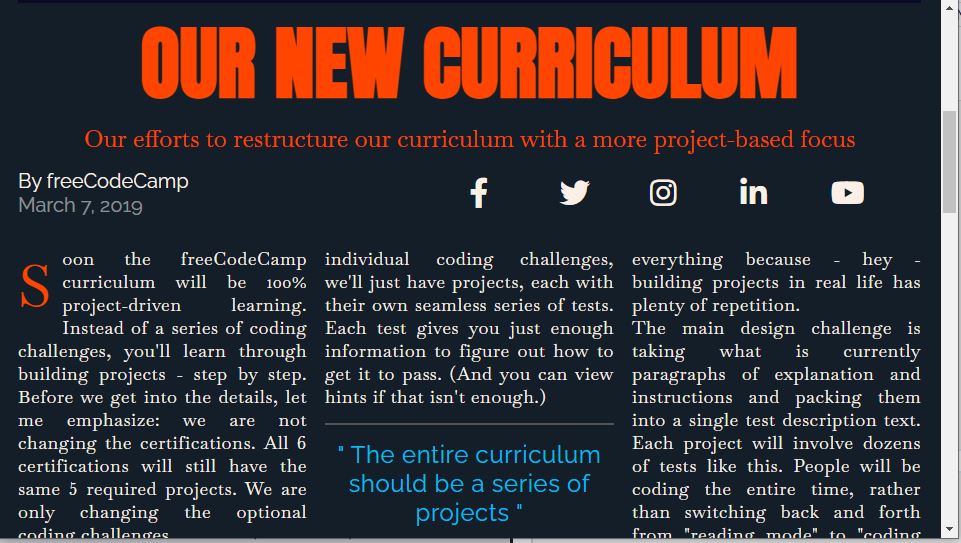 OUR NEW CURRICULUM
Our efforts to restructure our curriculum with a more project-based focus
By freeCodeCamp
March 7, 2019
Soon the freeCodeCamp
curriculum will be 100%
project-driven learning.
Instead of a series of coding
challenges, you'll learn through
building projects - step by step.
Before we get into the details, let
me emphasize: we are not
changing the certifications. All 6
certifications will still have the
same 5 required projects. We are
only changing the optional
coding challenges.
individual coding challenges,
we'll just have projects, each with
their own seamless series of tests.
Each test gives you just enough
information to figure out how to
get it to pass. (And you can view
hints if that isn't enough.)
" The entire curriculum
should be a series of
projects "
everything because - hey -
building projects in real life has
plenty of repetition.
The main design challenge is
taking what is currently
paragraphs of explanation and
instructions and packing them
into a single test description text.
Each project will involve dozens
of tests like this. People will be
coding the entire time, rather
than switching back and forth
from "reading mode" to "coding